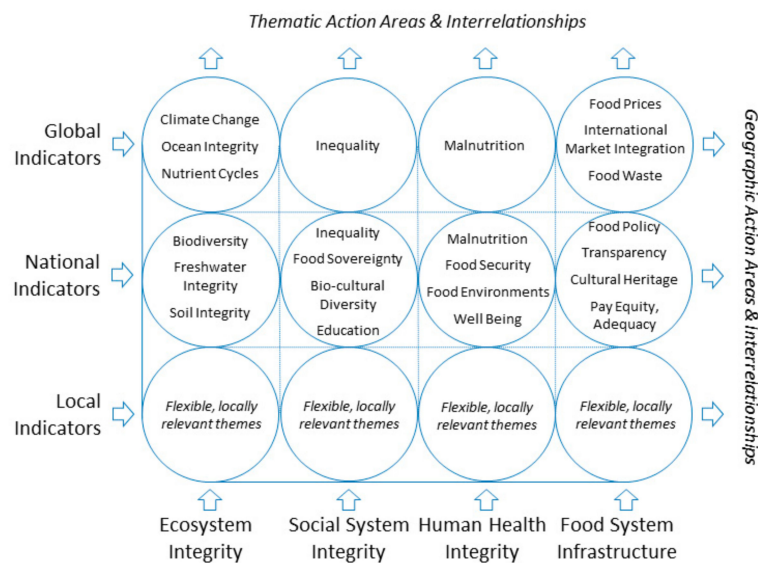 Thematic Action Areas & Interrelationships
Global
Indicators
Climate Change
Ocean Integrity
Nutrient Cycles
Inequality
Malnutrition
Food Prices
International
Market Integration
Food Waste
National
Indicators
Biodiversity
Freshwater
Integrity
Soil Integrity
Inequality
Food Sovereignty
Bio-cultural
Diversity
Education
Malnutrition
Food Security
Food Environments
Well Being
Food Policy
Transparency
Cultural Heritage
Pay Equity,
Adequacy
Local
Indicators
Flexible, locally
relevant themes
Flexible, locally
relevant themes
Flexible, locally
relevant themes
Flexible, locally
relevant themes
Geographic Action Areas & Interrelationships
Ecosystem
Integrity
Social System
Integrity
Human Health
Integrity
Food System
Infrastructure